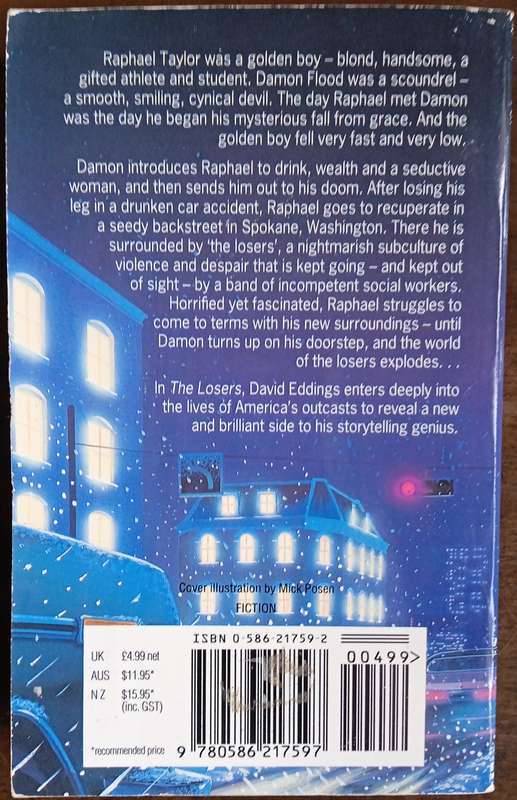 Raphael Taylor was a golden boy – blond, handsome, a
gifted athlete and student. Damon Flood was a scoundrel –
a smooth, smiling, cynical devil. The day Raphael met Damon
was the day he began his mysterious fall from grace. And the
golden boy fell very fast and very low.
Damon introduces Raphael to drink, wealth and a seductive
woman, and then sends him out to his doom. After losing his
leg in a drunken car accident, Raphael goes to recuperate in
a seedy backstreet in Spokane, Washington. There he is
surrounded by ‘the losers’, a nightmarish subculture of
violence and despair that is kept going – and kept out
of sight – by a band of incompetent social workers.
Horrified yet fascinated, Raphael struggles to
come to terms with his new surroundings – until
Damon turns up on his doorstep, and the world
of the losers explodes. . .
In The Losers, David Eddings enters deeply into
the lives of America’s outcasts to reveal a new
and brilliant side to his storytelling genius.
Cover illustration by Mick Posen
FICTION
ISBN 0-586-21759-2
UK £4.99 net
AUS $11.95*
NZ $15.95*
(inc. GST)
*recommended price
00499>
9 780586 217597